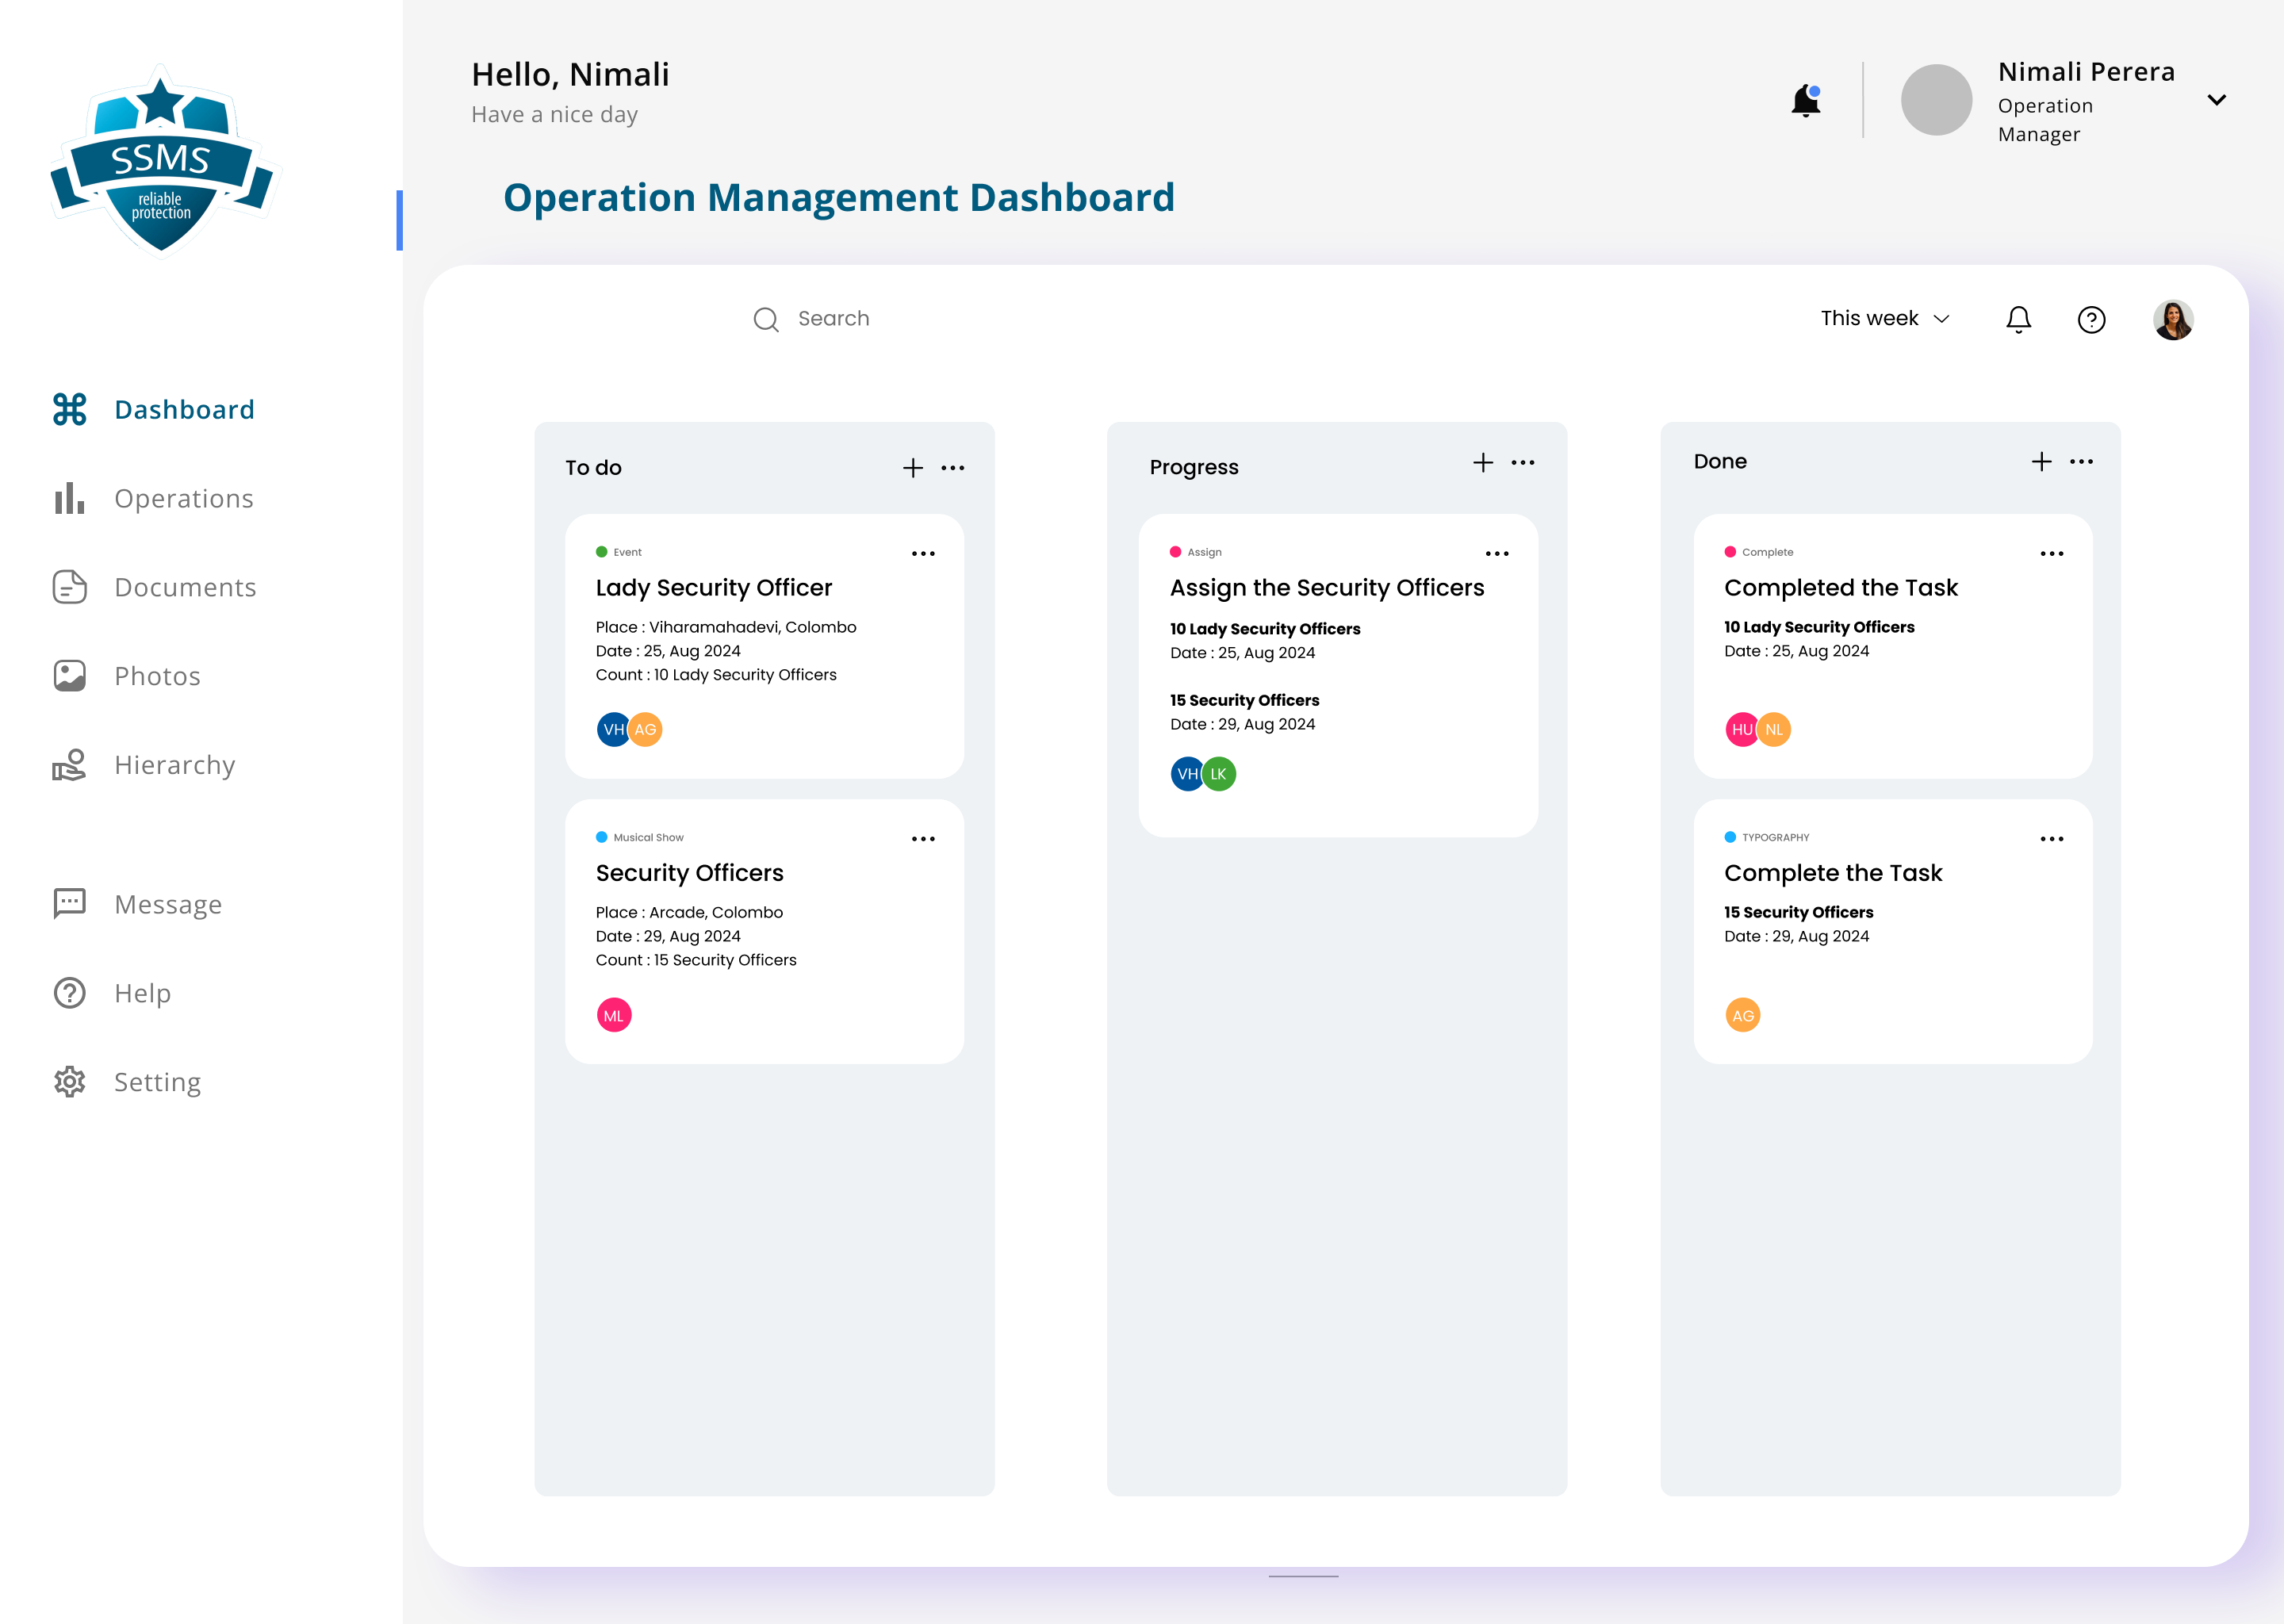 SSMS
reliable
protection
Dashboard
Operations
Documents
Photos
Hierarchy
Message
Help
Setting
Hello, Nimali
Have a nice day
Nimali Perera
Operation
Manager
Operation Management Dashboard
Search
This week
To do
Event
Lady Security Officer
Place : Viharamahadevi, Colombo
Date : 25, Aug 2024
Count : 10 Lady Security Officers
VH AG
Musical Show
Security Officers
Place : Arcade, Colombo
Date : 29, Aug 2024
Count : 15 Security Officers
ML
Progress
Assign
Assign the Security Officers
10 Lady Security Officers
Date : 25, Aug 2024
15 Security Officers
Date : 29, Aug 2024
VH LK
Done
Complete
Completed the Task
10 Lady Security Officers
Date : 25, Aug 2024
HU NL
TYPOGRAPHY
Complete the Task
15 Security Officers
Date : 29, Aug 2024
AG